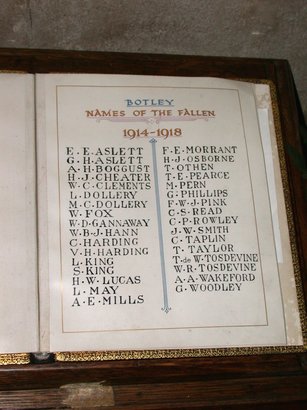 BOTLEY
NAMES OF THE FALLEN
1914-1918
E·E·ASLETT
G·H·ASLETT
A·H·BOGGUST
H·J·CHEATER
W·C·CLEMENTS
L·DOLLERY
M·C·DOLLERY
W·FOX
W·D·GANNAWAY
W·B·J·HANN
C·HARDING
V·H·HARDING
L·KING
S·KING
H·W·LUCAS
L·MAY
A·E·MILLS
F·E·MORRANT
H·J·OSBORNE
T·OTHEN
T·E·PEARCE
M·PERN
G·PHILLIPS
F·W·J·PINK
C·S·READ
C·P·ROWLEY
J·W·SMITH
C·TAPLIN
T·TAYLOR
T·de W·TOSDEVINE
W·R·TOSDEVINE
A·A·WAKEFORD
G·WOODLEY